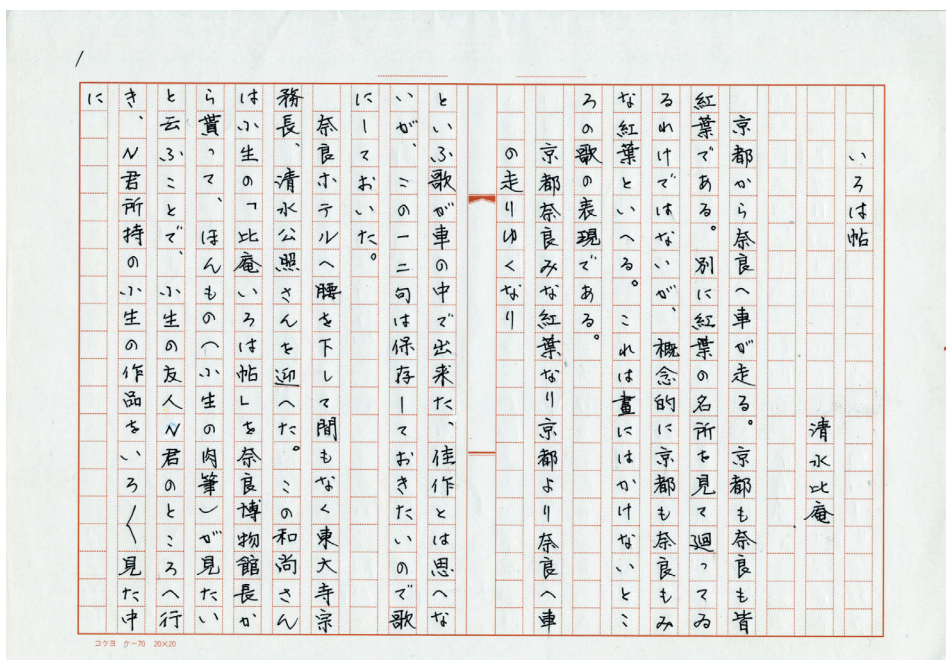 1
いろは帖
清水比庵
京都から奈良へ車が走る。京都も奈良も皆
紅葉である。別に紅葉の名所を見て廻ってゐ
るわけではないが、概念的に京都も奈良もみ
な紅葉といへる。これは畫にはかけないとこ
ろの歌の表現である。
京都奈良みな紅葉なり京都より奈良へ車
の走りゆくなり
といふ歌が車の中で出来た、佳作とは思へな
いが、この一二句は保存しておきたいので歌
にしておいた。
奈良ホテルへ腰を下して間もなく東大寺宗
務長、清水公照さんを迎へた。この和尚さん
は小生の「比庵いろは帖」を奈良博物館長か
ら貰って、ほんもの(小生の肉筆)が見たい
と云ふことで、小生の友人N君のところへ行
き、N君所持の小生の作品をいろ〱見た中
に
コクヨ ケー70 20×20